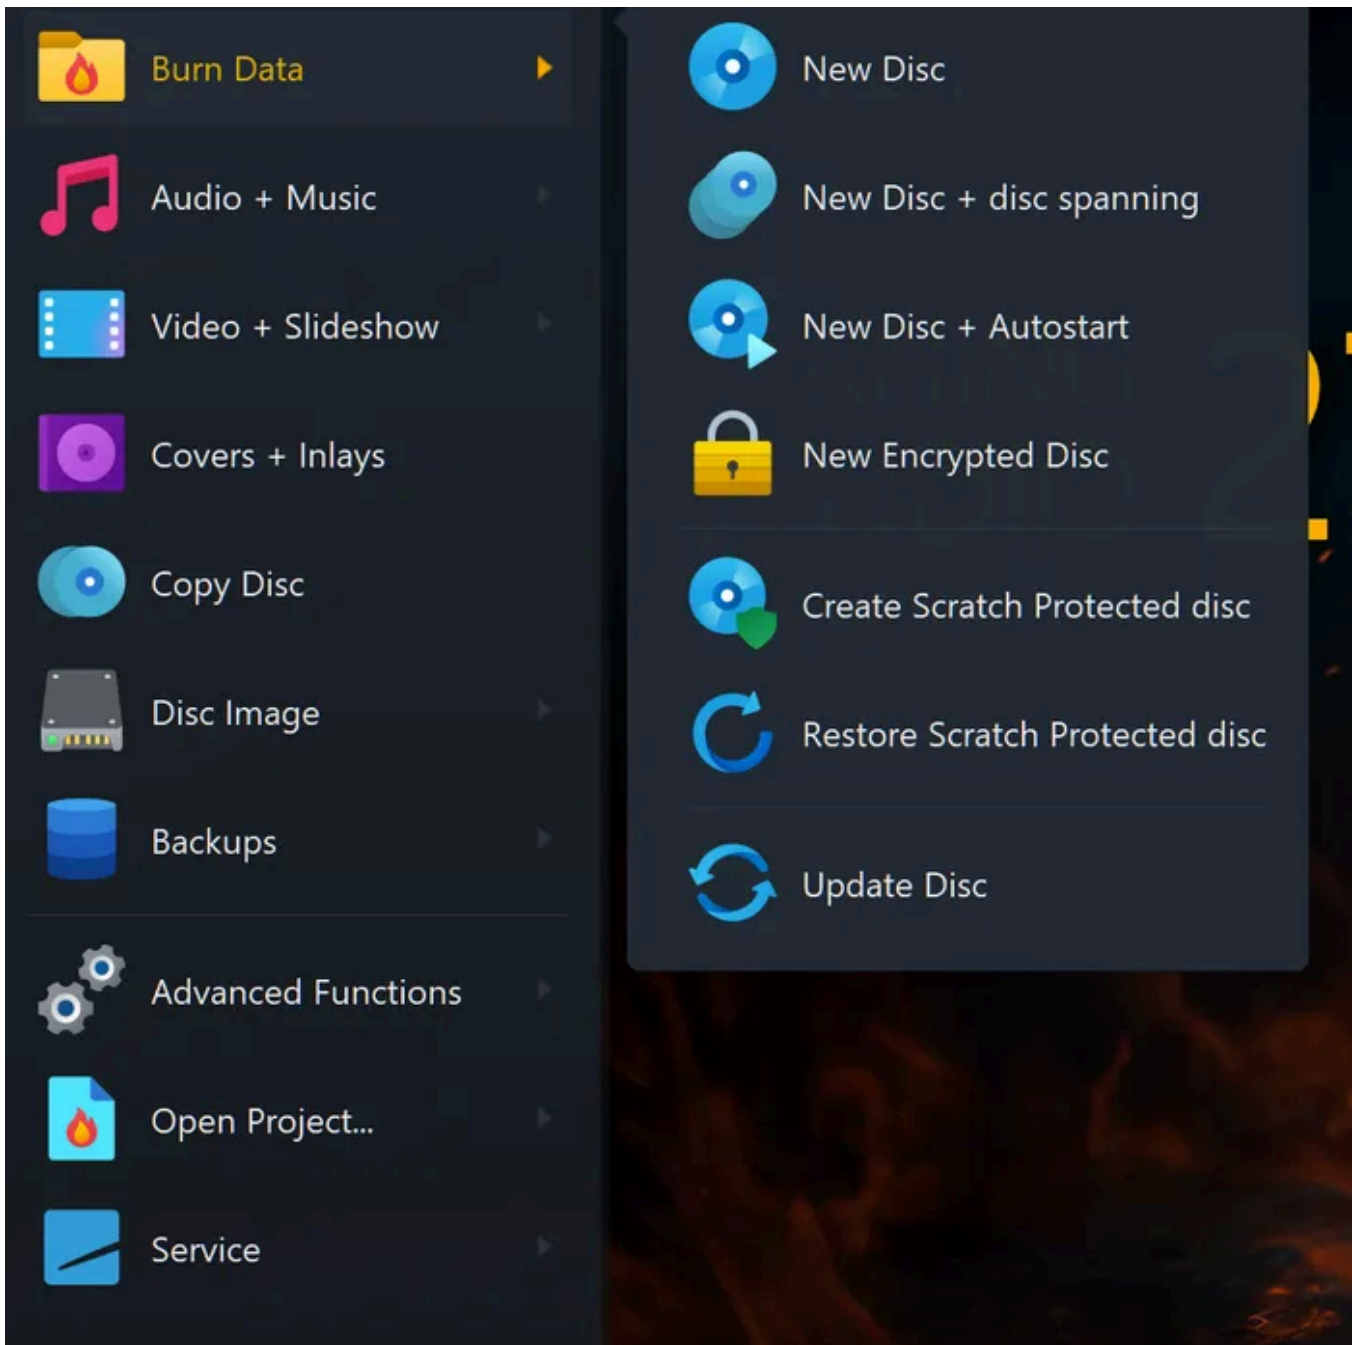 Burn Data
Audio + Music
Video + Slideshow
Covers + Inlays
Copy Disc
Disc Image
Backups
Advanced Functions
Open Project...
Service
New Disc
New Disc + disc spanning
New Disc + Autostart
New Encrypted Disc
Create Scratch Protected disc
Restore Scratch Protected disc
Update Disc